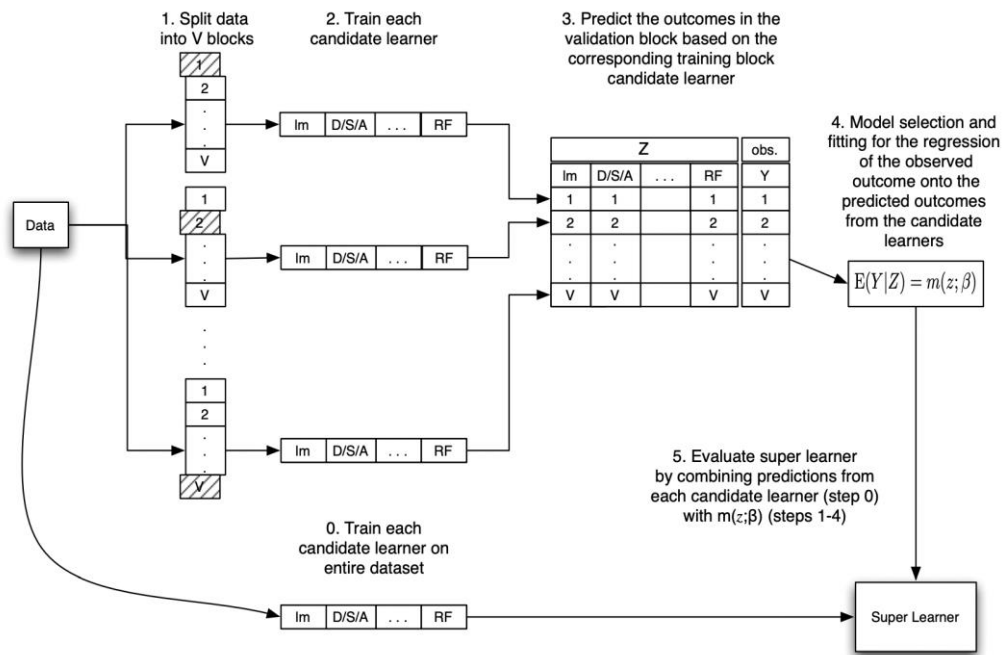 1. Split data
into V blocks
2. Train each
candidate learner
3. Predict the outcomes in the
validation block based on the
corresponding training block
candidate learner
4. Model selection and
fitting for the regression
of the observed
outcome onto the
predicted outcomes
from the candidate
learners
Data
1
2
.
.
.
V
lm D/S/A . . . RF
1
2
.
.
.
V
lm D/S/A . . . RF
.
.
.
1
2
.
.
.
V
lm D/S/A . . . RF
Z obs.
lm D/S/A . . . RF Y
1 1 1 1
2 2 2 2
. . . .
. . . .
. . . .
V V V V
E(Y|Z) = m(z;β)
5. Evaluate super learner
by combining predictions from
each candidate learner (step 0)
with m(z;β) (steps 1-4)
0. Train each
candidate learner on
entire dataset
lm D/S/A . . . RF
Super Learner